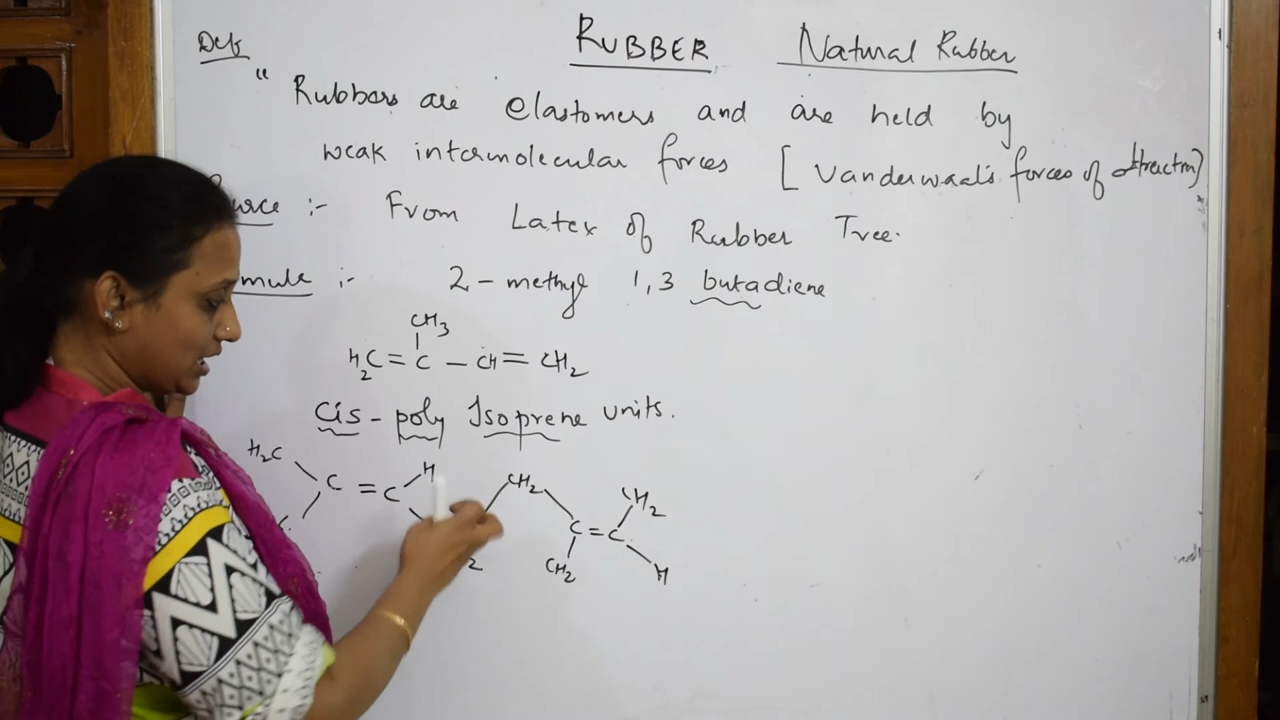 Def RUBBER Natural Rubber
" Rubbers are elastomers and are held by
weak intermolecular forces [Vanderwaal's forces of attraction]
:- From Latex of Rubber Tree.
:- 2-methyl 1,3 butadiene
CH3
H2C = C - CH = CH2
Cis-poly Isoprene units.
H2C C = C H CH2 CH2
C = C
CH2 H